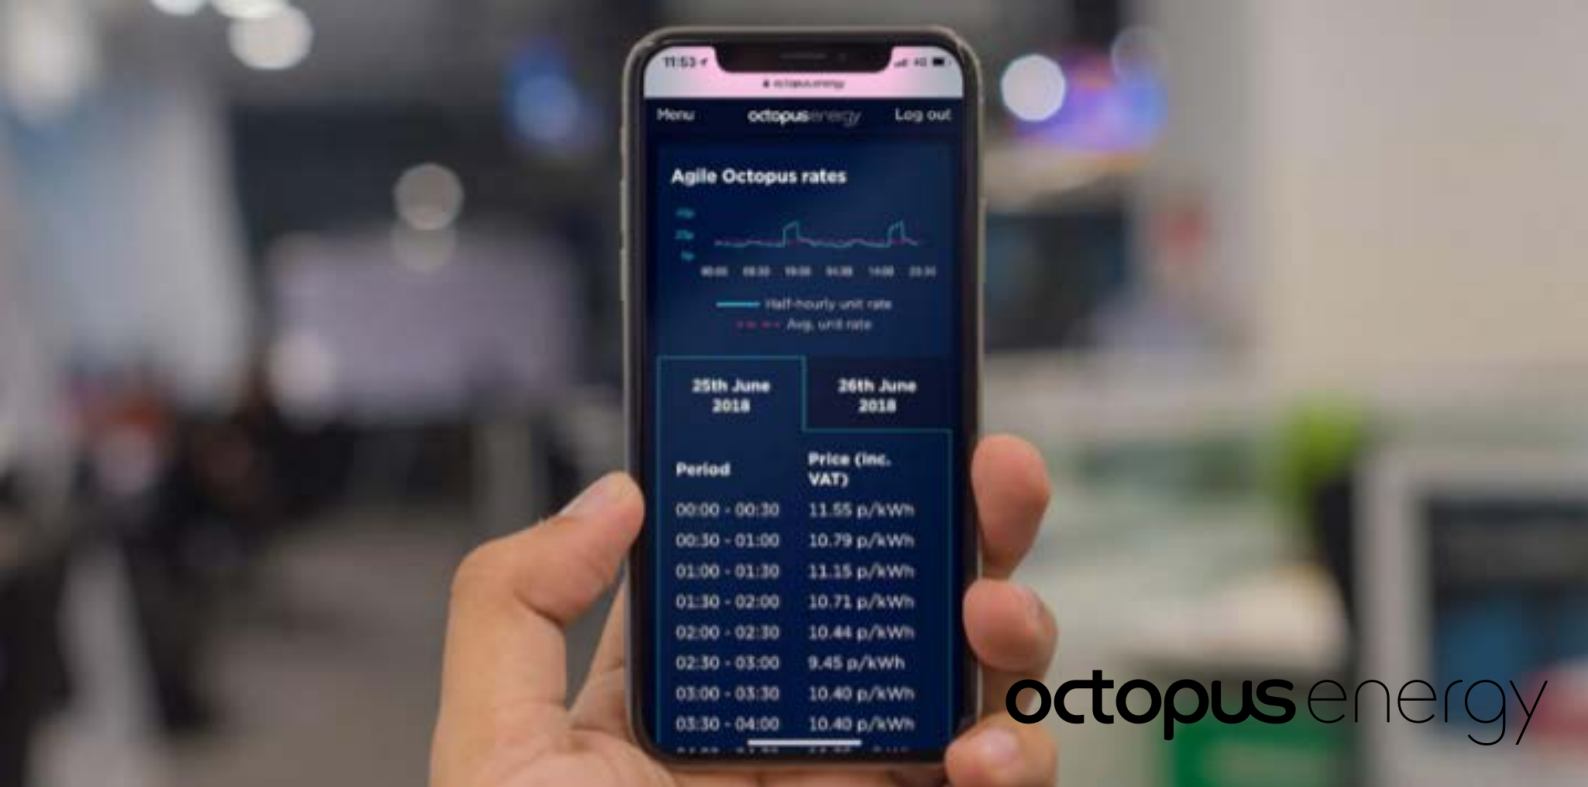 11:53
octopus.energy
Menu octopusenergy Log out
Agile Octopus rates
Half-hourly unit rate
Avg. unit rate
25th June 2018
26th June 2018
Period Price (inc. VAT)
00:00 - 00:30 11.55 p/kWh
00:30 - 01:00 10.79 p/kWh
01:00 - 01:30 11.15 p/kWh
01:30 - 02:00 10.71 p/kWh
02:00 - 02:30 10.44 p/kWh
02:30 - 03:00 9.45 p/kWh
03:00 - 03:30 10.40 p/kWh
03:30 - 04:00 10.40 p/kWh
octopusenergy